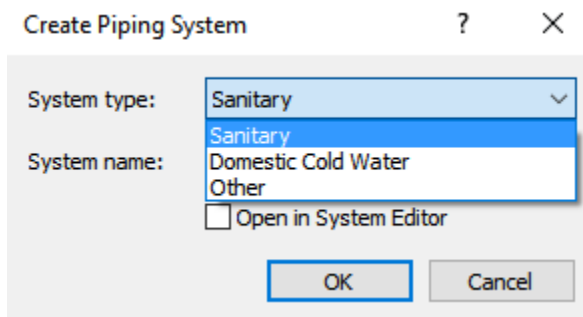 Create Piping System ?
System type: Sanitary
Sanitary
System name: Domestic Cold Water
Other
Open in System Editor
OK Cancel